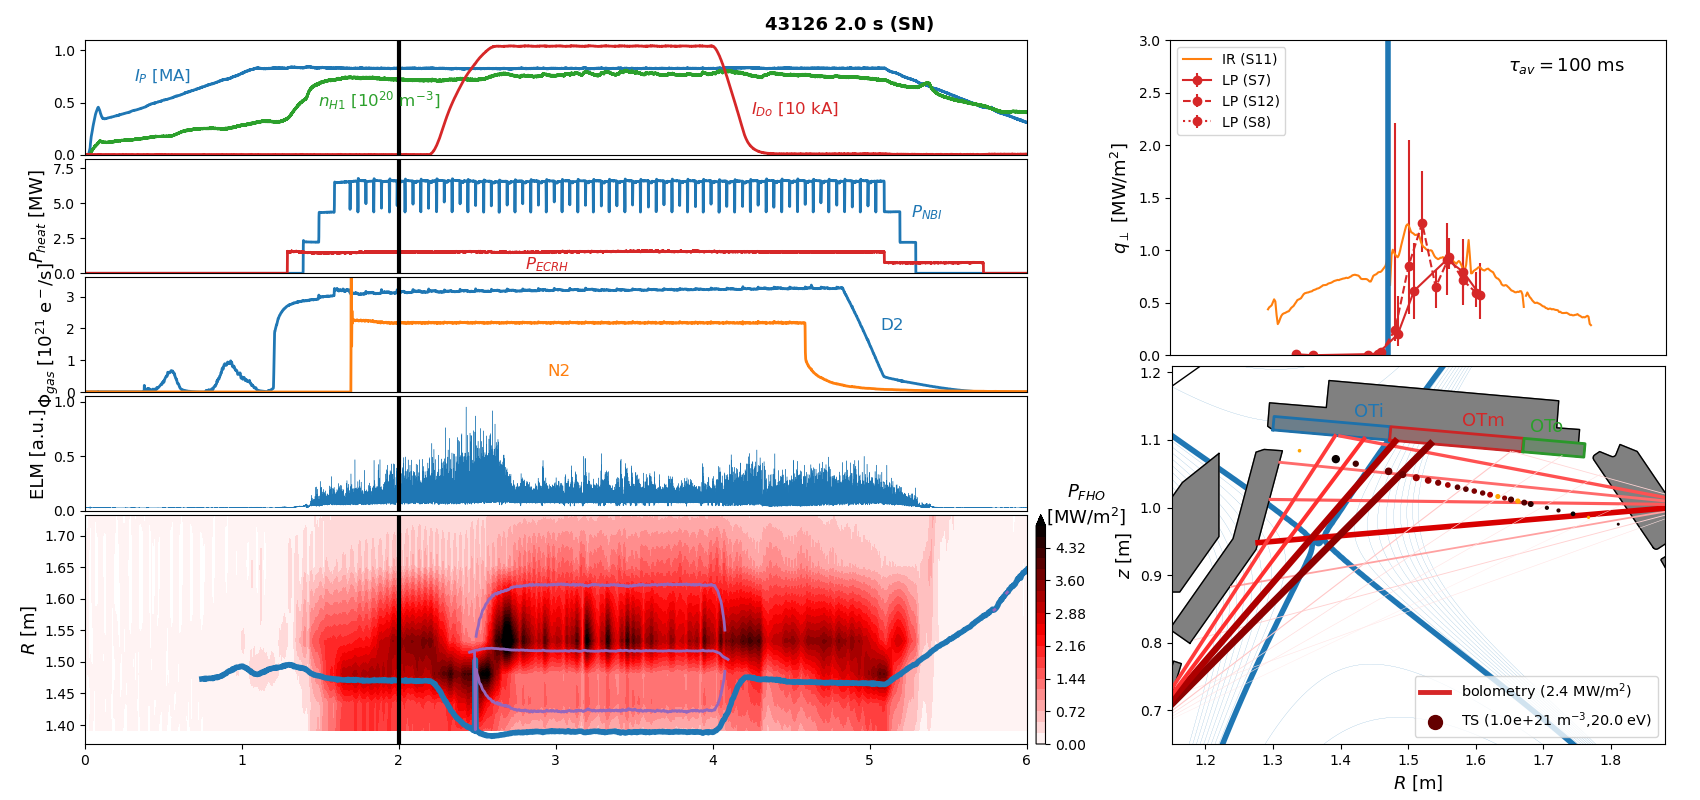 43126 2.0 s (SN)
1.0
0.5
0.0
I_P [MA]
n_H1 [10^20 m^−3]
I_Do [10 kA]
P_heat [MW]
7.5
5.0
2.5
0.0
P_NBI
P_ECRH
Φ_gas [10^21 e^−/s]
3
2
1
0
D2
N2
ELM [a.u.]
1.0
0.5
0.0
R [m]
1.70
1.65
1.60
1.55
1.50
1.45
1.40
0 1 2 3 4 5 6
P_FHO
[MW/m^2]
4.32
3.60
2.88
2.16
1.44
0.72
0.00
q_⊥ [MW/m^2]
3.0
2.5
2.0
1.5
1.0
0.5
0.0
IR (S11)
LP (S7)
LP (S12)
LP (S8)
τ_av = 100 ms
z [m]
1.2
1.1
1.0
0.9
0.8
0.7
OTi
OTm
OTo
bolometry (2.4 MW/m^2)
TS (1.0e+21 m^−3,20.0 eV)
1.2 1.3 1.4 1.5 1.6 1.7 1.8
R [m]